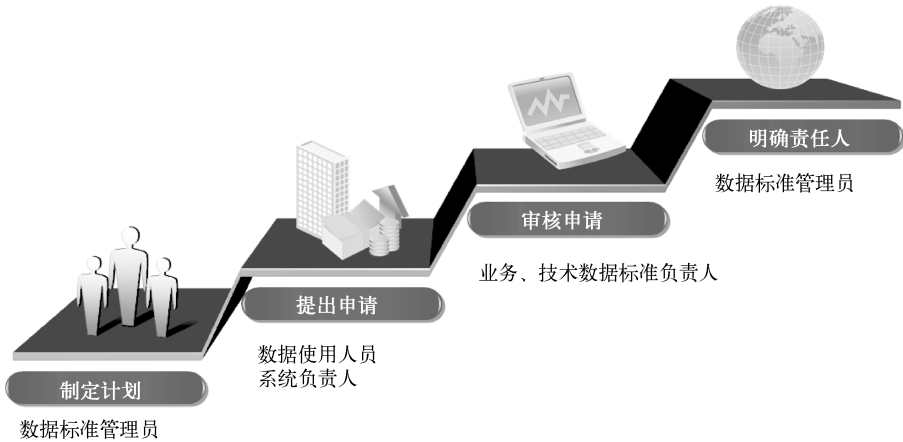 制定计划
数据标准管理员
提出申请
数据使用人员
系统负责人
审核申请
业务、技术数据标准负责人
明确责任人
数据标准管理员